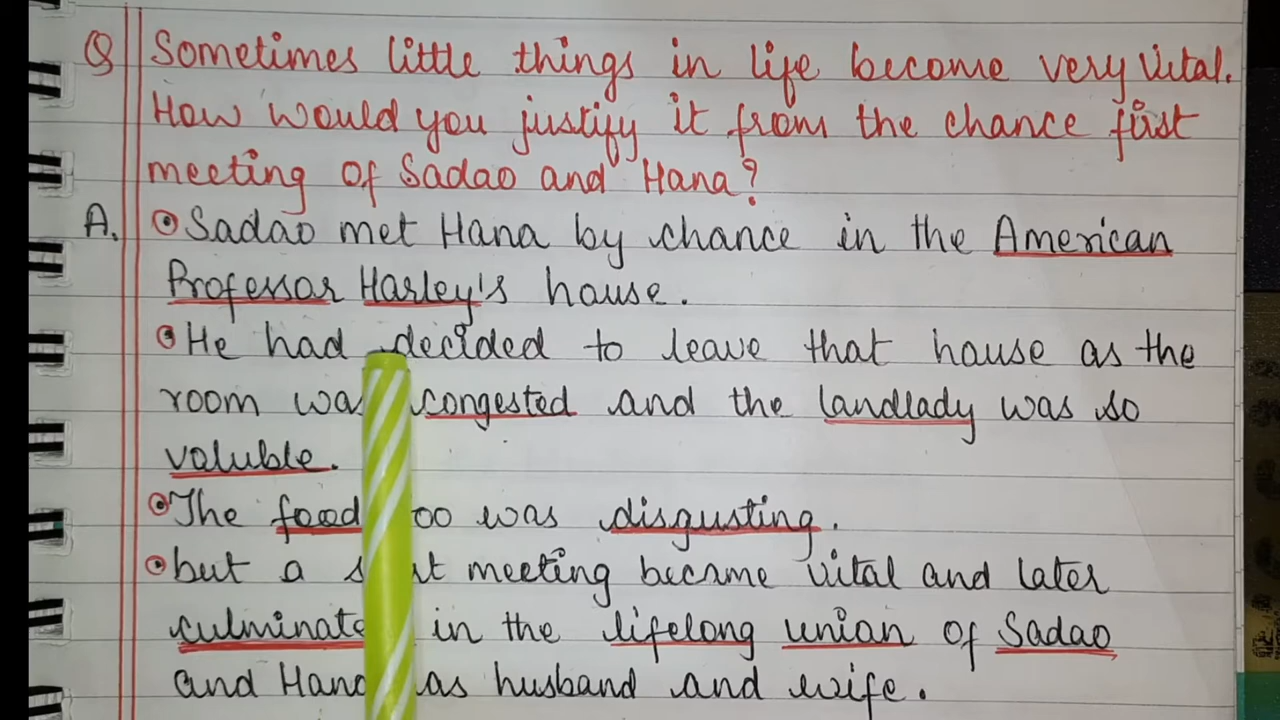 Q Sometimes little things in life become very vital.
How would you justify it from the chance first
meeting of Sadao and Hana?
A. Sadao met Hana by chance in the American
Professor Harley's house.
He had decided to leave that house as the
room was congested and the landlady was so
voluble.
The food too was disgusting.
but a short meeting became vital and later
culminate in the lifelong union of Sadao
and Hana as husband and wife.